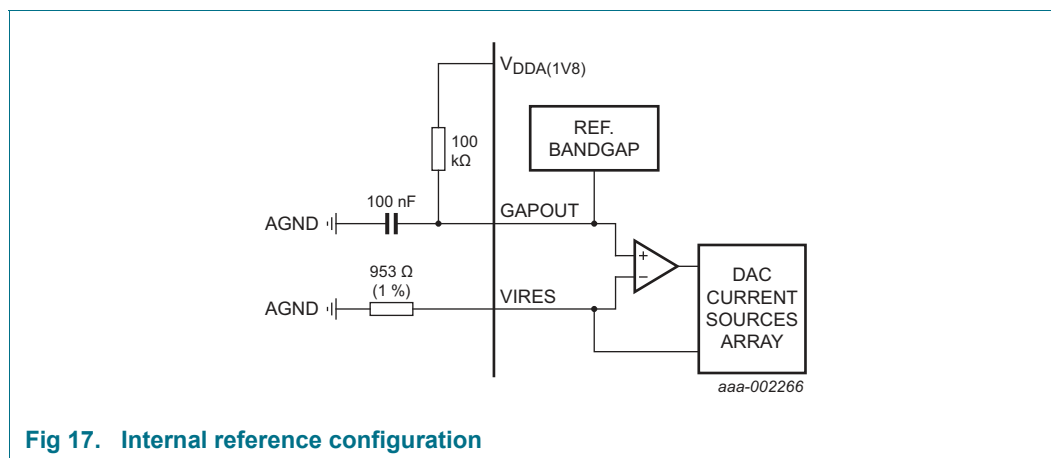 VDDA(1V8)
100
kΩ
REF.
BANDGAP
100 nF
AGND
GAPOUT
+
−
953 Ω
(1 %)
AGND
VIRES
DAC
CURRENT
SOURCES
ARRAY
aaa-002266
Fig 17. Internal reference configuration